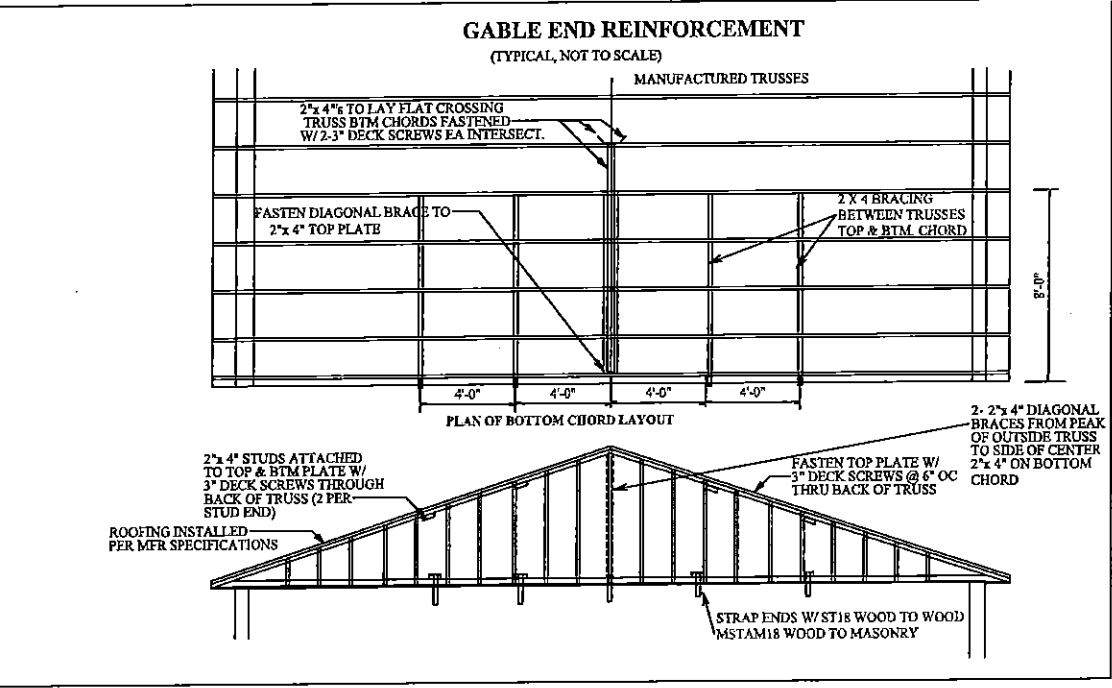 GABLE END REINFORCEMENT
(TYPICAL, NOT TO SCALE)
MANUFACTURED TRUSSES
2"x 4"s TO LAY FLAT CROSSING
TRUSS BTM CHORDS FASTENED
W/ 2-3" DECK SCREWS EA INTERSECT.
FASTEN DIAGONAL BRACE TO
2"x 4" TOP PLATE
2 X 4 BRACING
BETWEEN TRUSSES
TOP & BTM. CHORD
8'-0"
4'-0"
4'-0"
4'-0"
4'-0"
PLAN OF BOTTOM CHORD LAYOUT
2- 2"x 4" DIAGONAL
BRACES FROM PEAK
OF OUTSIDE TRUSS
TO SIDE OF CENTER
2"x 4" ON BOTTOM
CHORD
2"x 4" STUDS ATTACHED
TO TOP & BTM PLATE W/
3" DECK SCREWS THROUGH
BACK OF TRUSS (2 PER
STUD END)
FASTEN TOP PLATE W/
3" DECK SCREWS @ 6" OC
THRU BACK OF TRUSS
ROOFING INSTALLED
PER MFR SPECIFICATIONS
STRAP ENDS W/ ST18 WOOD TO WOOD
MSTAM18 WOOD TO MASONRY